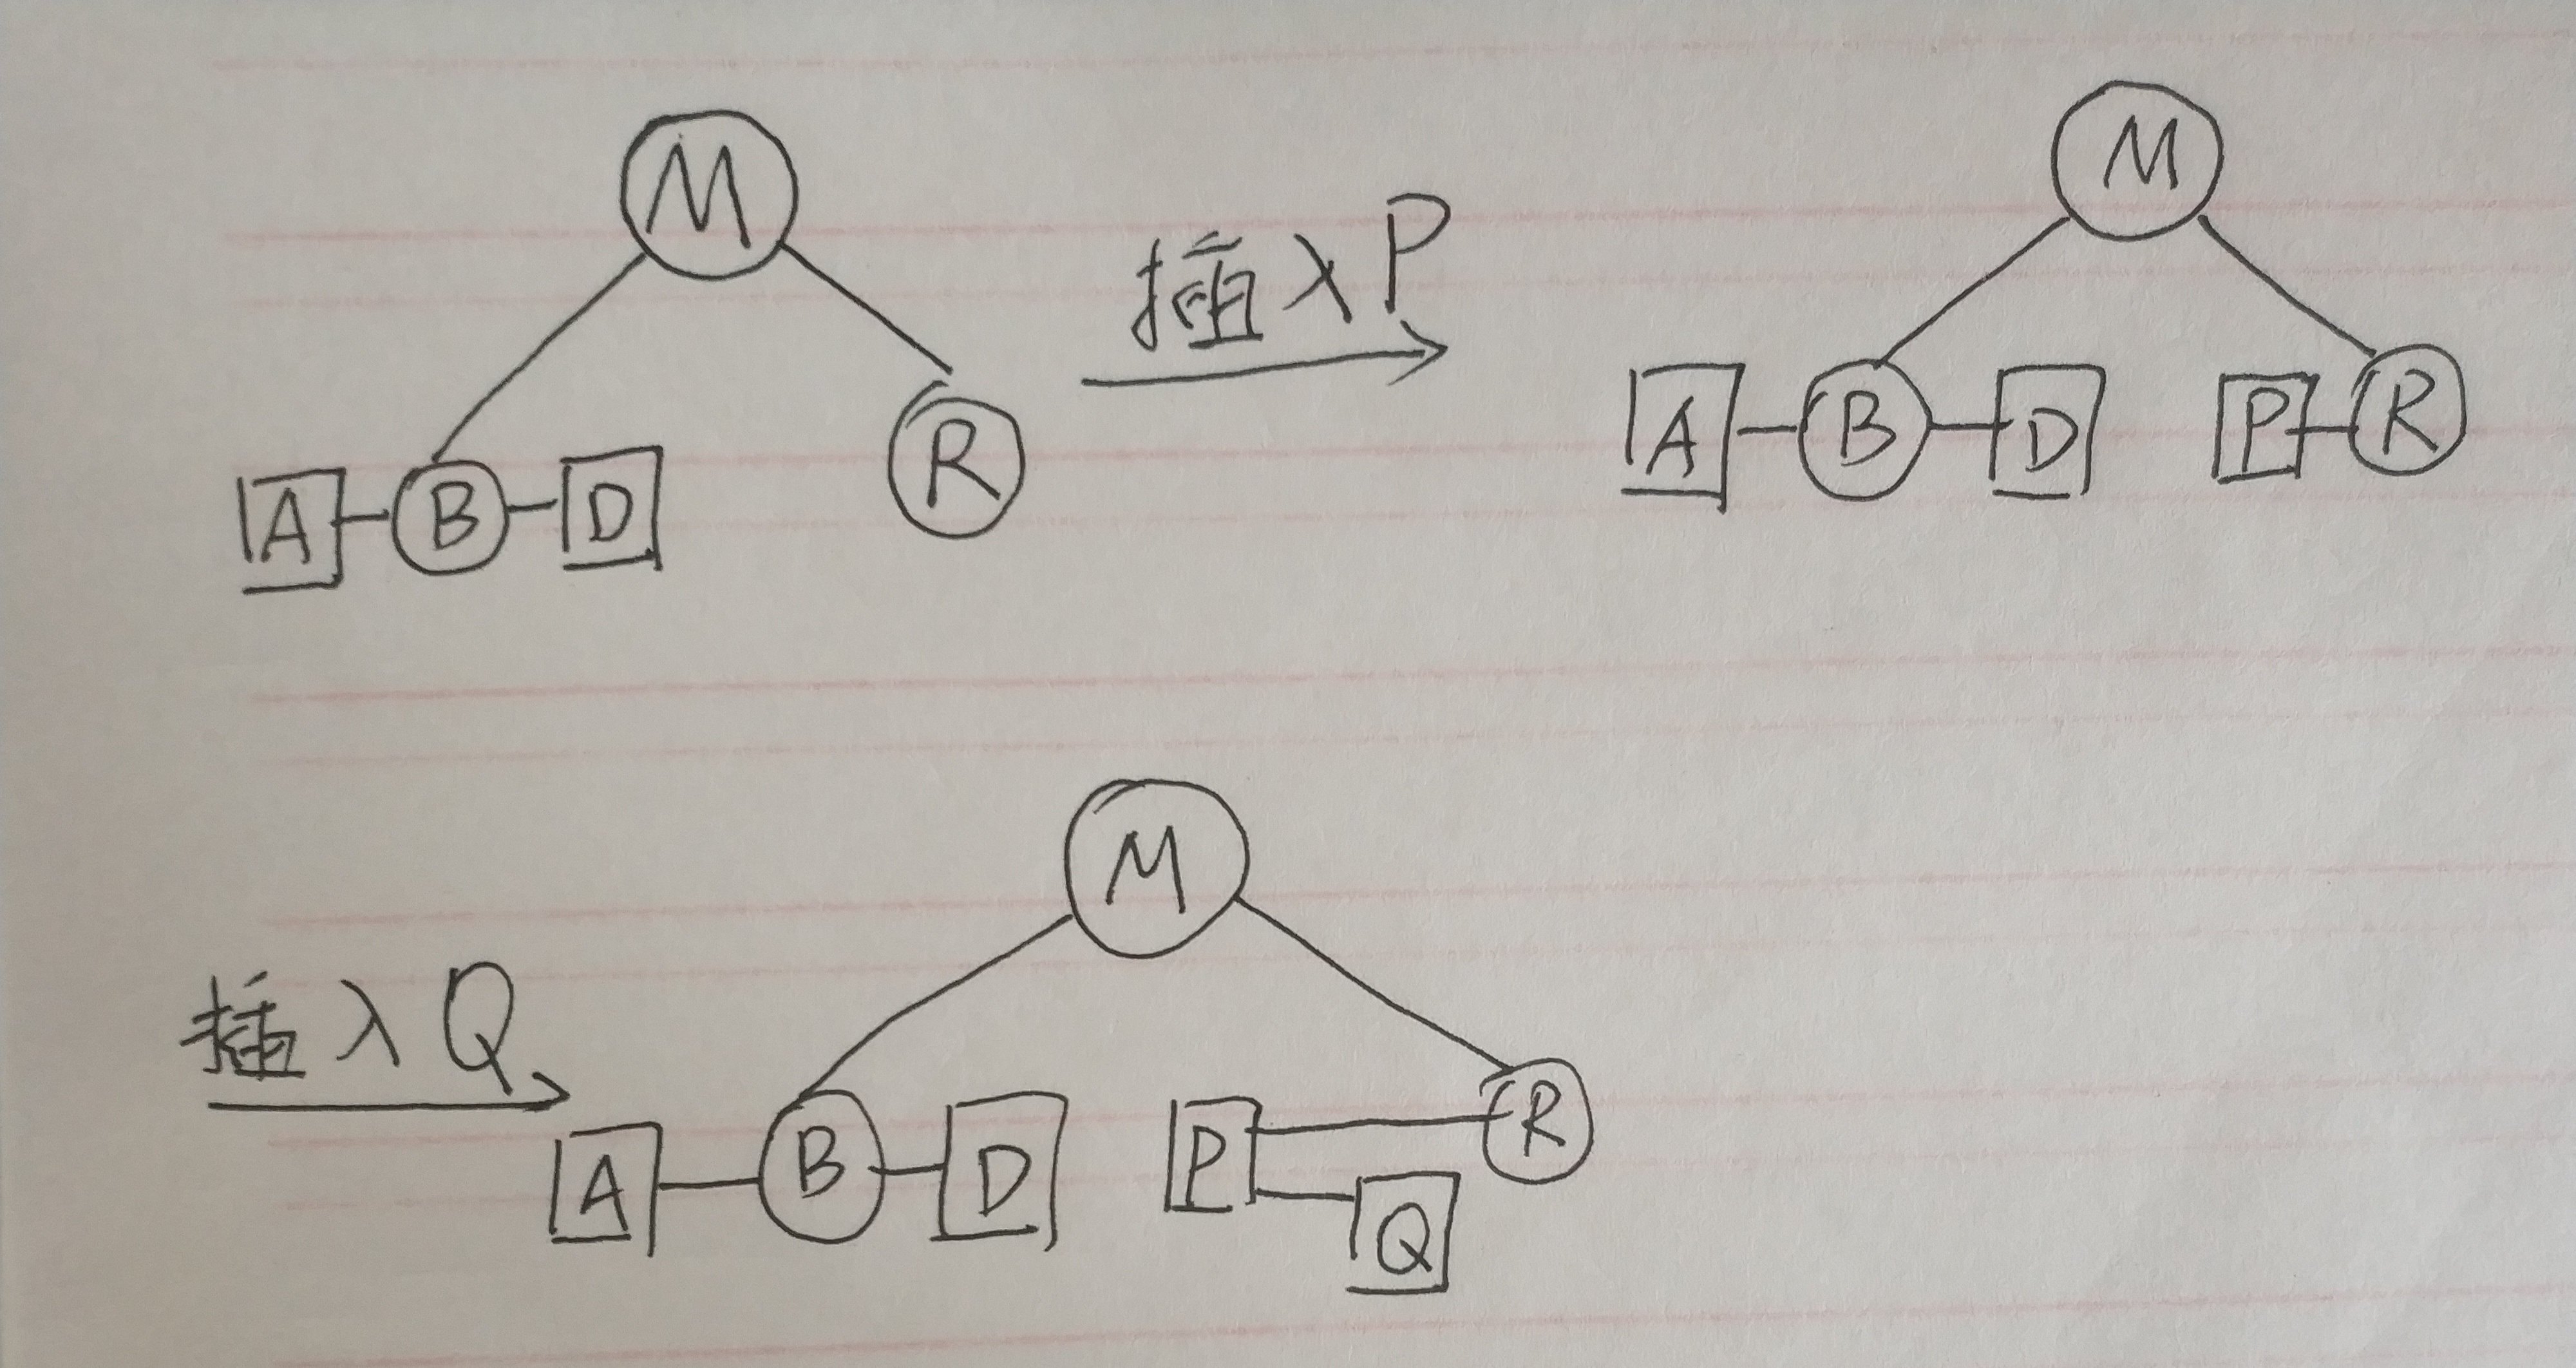 M
插入P
A B D R
M
A B D P R
插入Q
M
A B D P R
Q